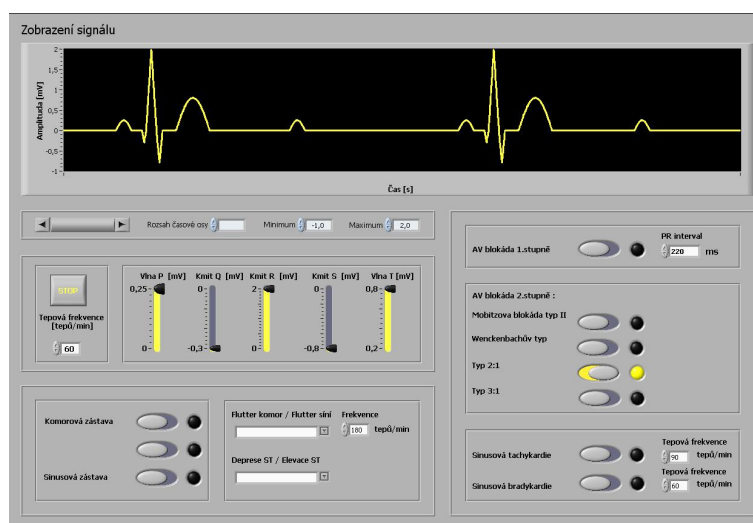 Zobrazení signálu
Amplituda [mV]
2
1,5
1
0,5
0
-0,5
-1
Čas [s]
Rozsah časové osy Minimum -1,0 Maximum 2,0
STOP
Tepová frekvence
[tepů/min]
60
Vlna P [mV] Kmit Q [mV] Kmit R [mV] Kmit S [mV] Vlna T [mV]
0,25 0 2 0 0,8
0 -0,3 0 -0,8 0,2
Komorová zástava
Sinusová zástava
Flutter komor / Flutter síní Frekvence
180 tepů/min
Deprese ST / Elevace ST
AV blokáda 1.stupně
PR interval
220 ms
AV blokáda 2.stupně :
Mobitzova blokáda typ II
Wenckenbachův typ
Typ 2:1
Typ 3:1
Sinusová tachykardie
Tepová frekvence
90 tepů/min
Sinusová bradykardie
Tepová frekvence
60 tepů/min